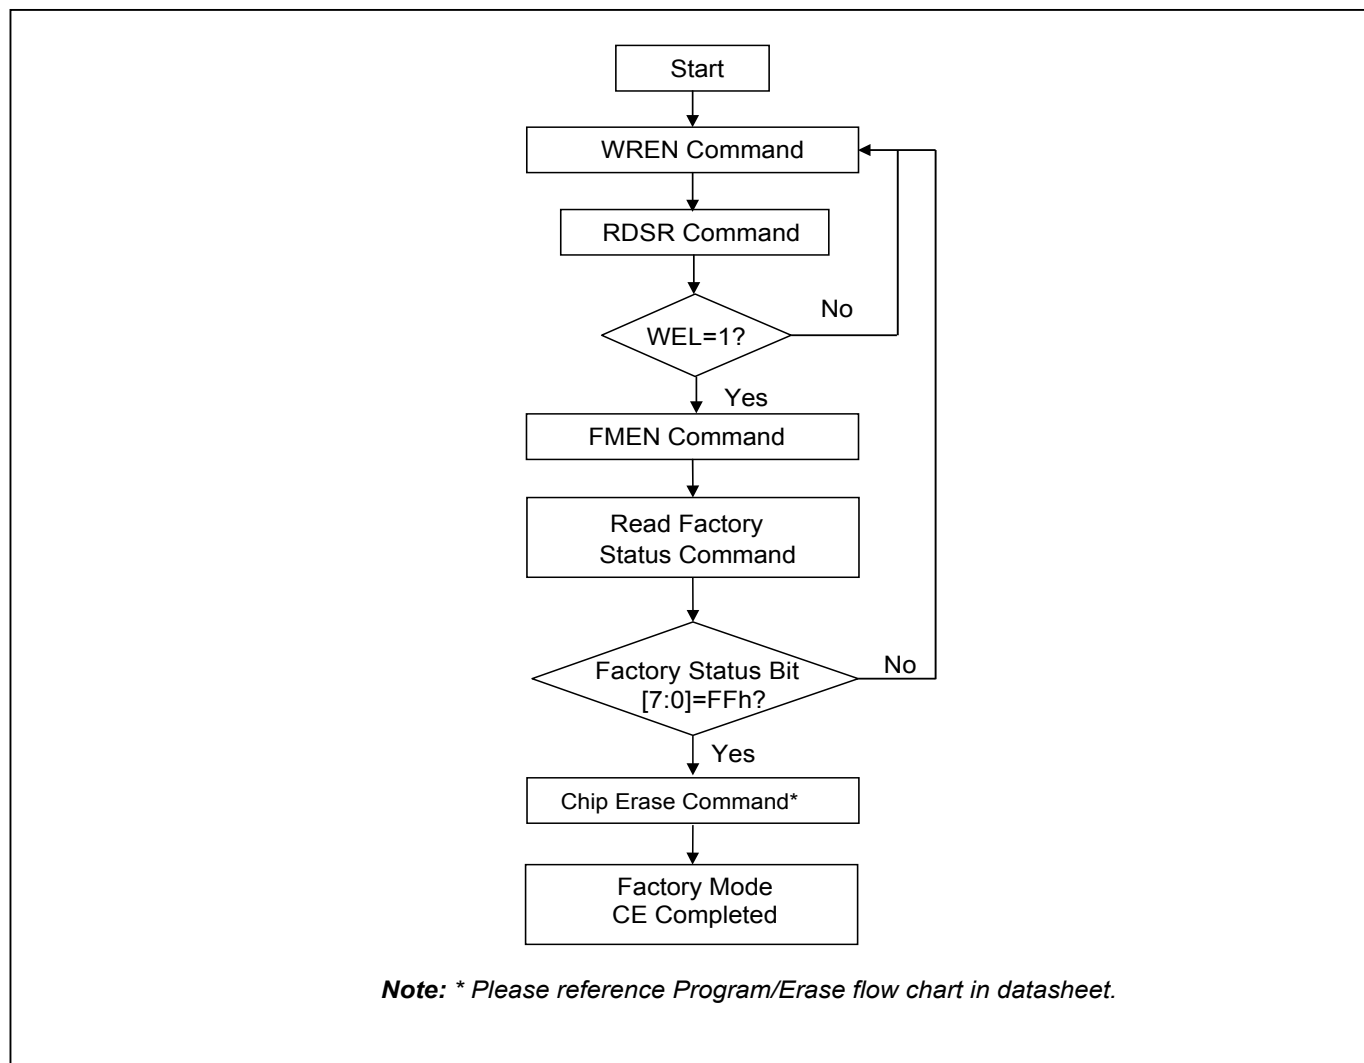 Start
WREN Command
RDSR Command
No
WEL=1?
Yes
FMEN Command
Read Factory
Status Command
No
Factory Status Bit
[7:0]=FFh?
Yes
Chip Erase Command*
Factory Mode
CE Completed
Note: * Please reference Program/Erase flow chart in datasheet.